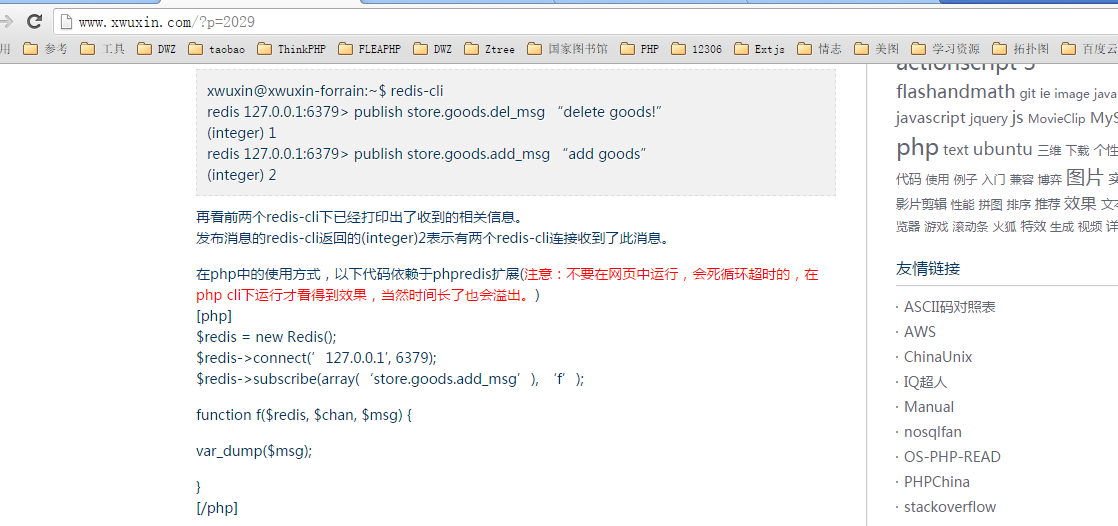 www.xwuxin.com/?p=2029
用 参考 工具 DWZ taobao ThinkPHP FLEAPHP DWZ Ztree 国家图书馆 PHP 12306 Extjs 情志 美图 学习资源 拓扑图 百度云
xwuxin@xwuxin-forrain:~$ redis-cli
redis 127.0.0.1:6379> publish store.goods.del_msg “delete goods!”
(integer) 1
redis 127.0.0.1:6379> publish store.goods.add_msg “add goods”
(integer) 2
再看前两个redis-cli下已经打印出了收到的相关信息。
发布消息的redis-cli返回的(integer)2表示有两个redis-cli连接收到了此消息。
在php中的使用方式，以下代码依赖于phpredis扩展(注意：不要在网页中运行，会死循环超时的，在
php cli下运行才看得到效果，当然时间长了也会溢出。)
[php]
$redis = new Redis();
$redis->connect(’127.0.0.1′, 6379);
$redis->subscribe(array(‘store.goods.add_msg’), ‘f’);
function f($redis, $chan, $msg) {
var_dump($msg);
}
[/php]
actionscript 3
flashandmath git ie image java
javascript jquery js MovieClip MyS
php text ubuntu 三维 下载 个性
代码 使用 例子 入门 兼容 博弈 图片 实
影片剪辑 性能 拼图 排序 推荐 效果 文本
览器 游戏 滚动条 火狐 特效 生成 视频 详
友情链接
· ASCII码对照表
· AWS
· ChinaUnix
· IQ超人
· Manual
· nosqlfan
· OS-PHP-READ
· PHPChina
· stackoverflow